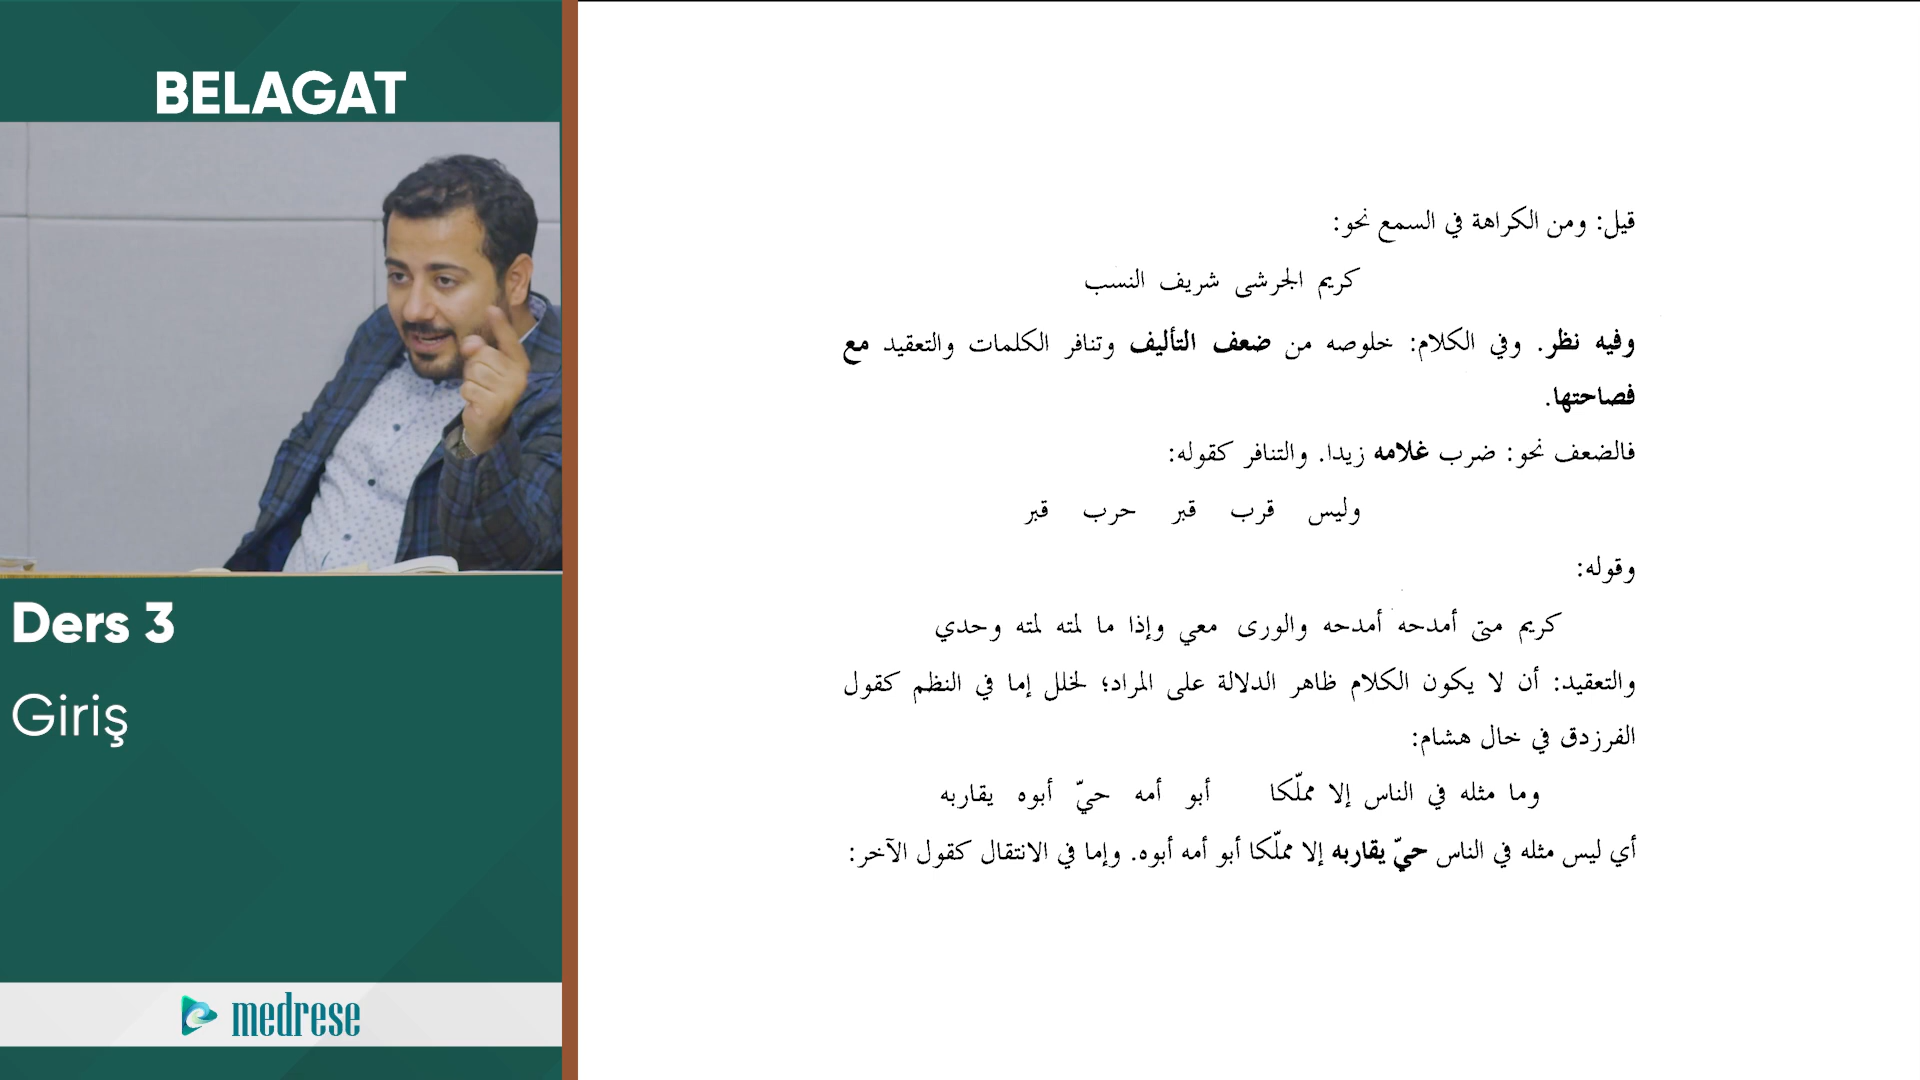 BELAGAT
Ders 3
Giriş
medrese
قيل: ومن الكراهة في السمع نحو:
كريم الجرشى شريف النسب
وفيه نظر. وفي الكلام: خلوصه من ضعف التأليف وتنافر الكلمات والتعقيد مع
فصاحتها.
فالضعف نحو: ضرب غلامه زيدا. والتنافر كقوله:
وليس قرب قبر حرب قبر
وقوله:
كريم متى أمدحه أمدحه والورى معي وإذا ما لمته لمته وحدي
والتعقيد: أن لا يكون الكلام ظاهر الدلالة على المراد؛ لخلل إما في النظم كقول
الفرزدق في خال هشام:
وما مثله في الناس إلا مملّكا أبو أمه حيّ أبوه يقاربه
أي ليس مثله في الناس حيّ يقاربه إلا مملّكا أبو أمه أبوه. وإما في الانتقال كقول الآخر: